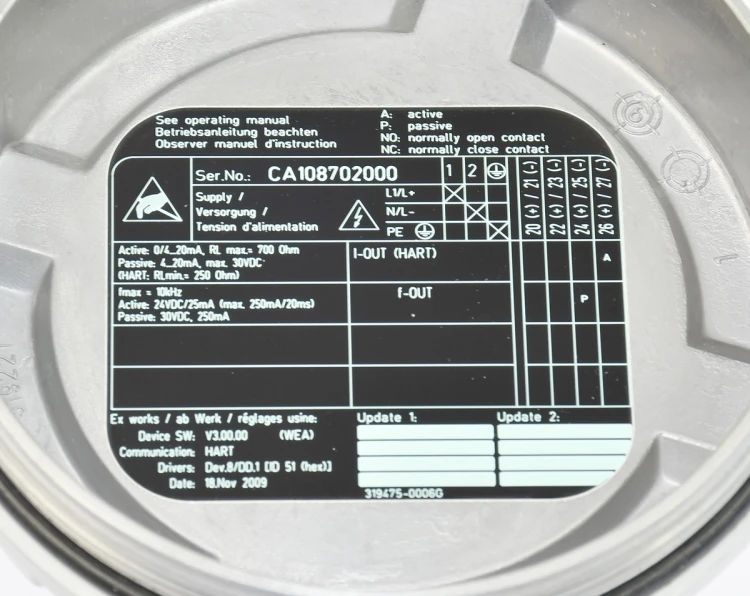 See operating manual
Betriebsanleitung beachten
Observer manuel d'instruction
A: active
P: passive
NO: normally open contact
NC: normally close contact
Ser.No.: CA108702000
1 2
Supply /
Versorgung /
Tension d'alimentation
L1/L+
N/L-
PE
20 (+) / 21 (-)
22 (+) / 23 (-)
24 (+) / 25 (-)
26 (+) / 27 (-)
Active: 0/4...20mA, RL max.= 700 Ohm
Passive: 4...20mA, max. 30VDC
(HART: RLmin.= 250 Ohm)
I-OUT (HART)
A
fmax = 10kHz
Active: 24VDC/25mA (max. 250mA/20ms)
Passive: 30VDC, 250mA
f-OUT
P
Ex works / ab Werk / réglages usine:
Device SW: V3.00.00 (WEA)
Communication: HART
Drivers: Dev.8/DD.1 [ID 51 (hex)]
Date: 18.Nov 2009
Update 1:
Update 2:
319475-0006G